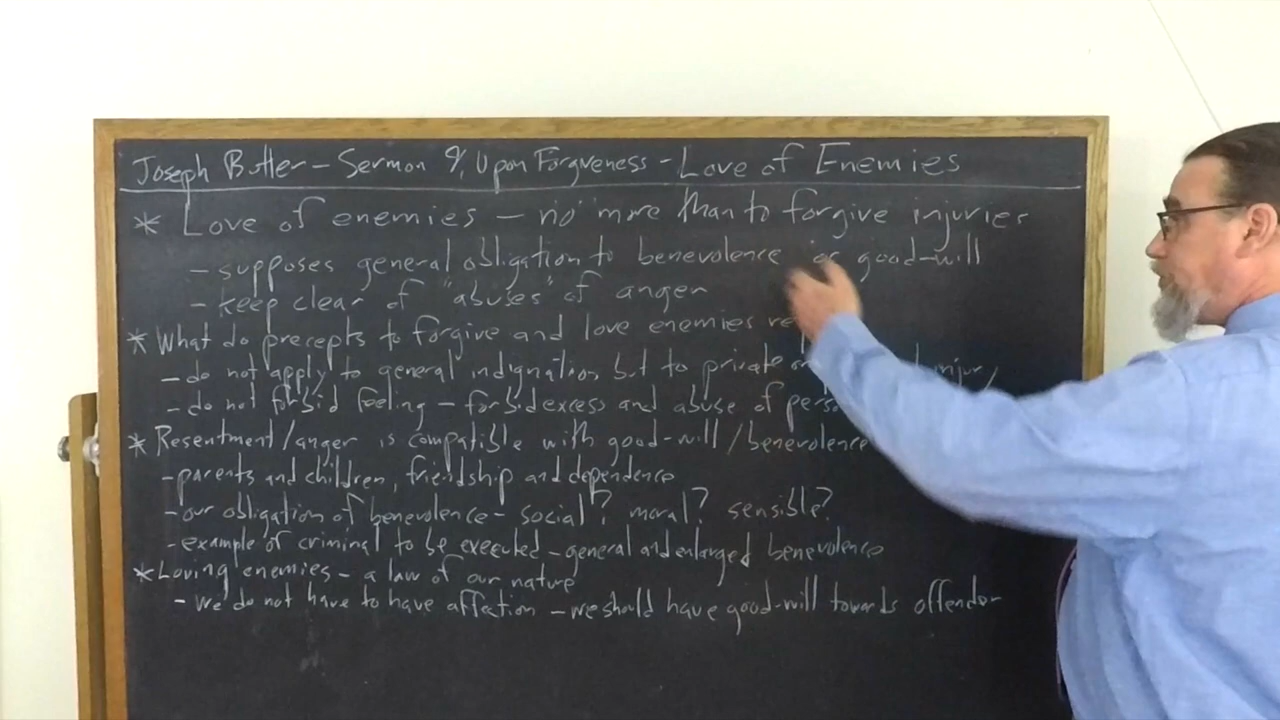 Joseph Butler - Sermon 9, Upon Forgiveness - Love of Enemies
* Love of enemies - no more than to forgive injuries
- supposes general obligation to benevolence or good-will
- keep clear of "abuses" of anger
* What do precepts to forgive and love enemies
- do not apply to general indignation, but to private or
- do not forbid feeling - forbid excess and abuse of
* Resentment/anger is compatible with good-will/benevolence
- parents and children, friendship and dependence
- our obligation of benevolence - social? moral? sensible?
- example of criminal to be executed - general and enlarged benevolence
* Loving enemies - a law of our nature
- we do not have to have affection - we should have good-will towards offender